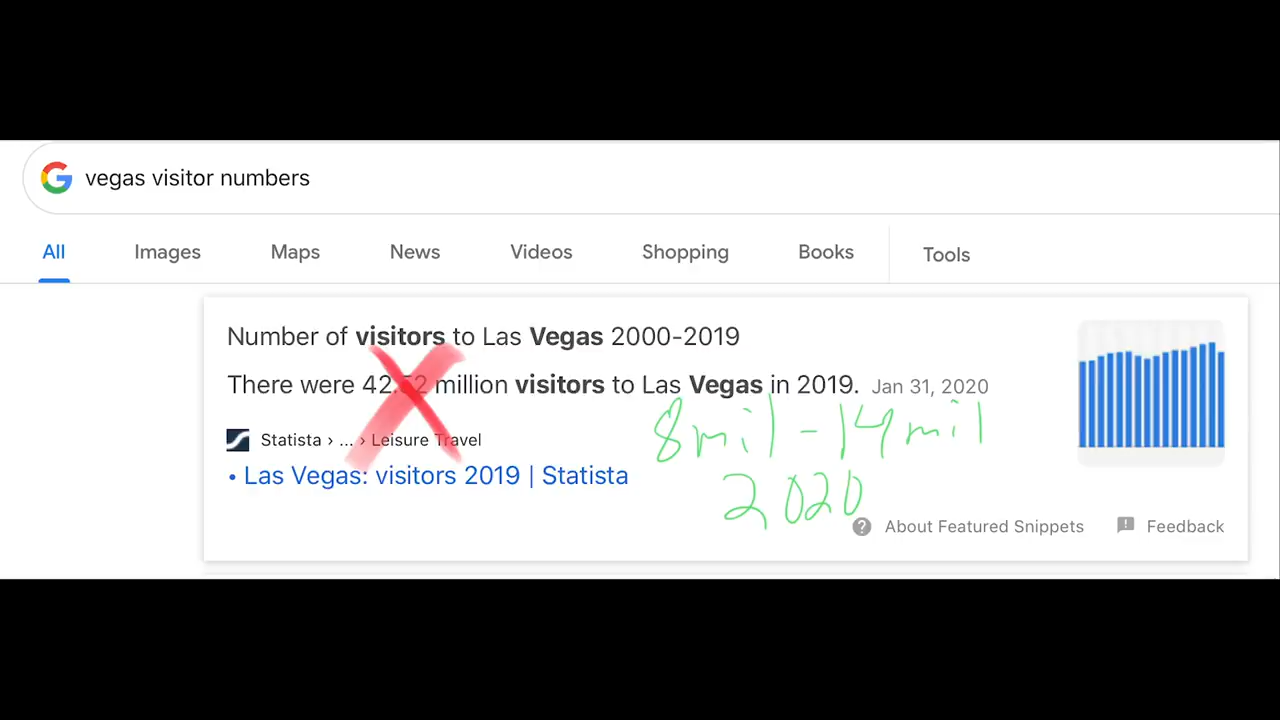 vegas visitor numbers
All Images Maps News Videos Shopping Books Tools
Number of visitors to Las Vegas 2000-2019
There were 42.52 million visitors to Las Vegas in 2019. Jan 31, 2020
8mil - 14mil
Statista › ... › Leisure Travel
• Las Vegas: visitors 2019 | Statista
2020
About Featured Snippets Feedback